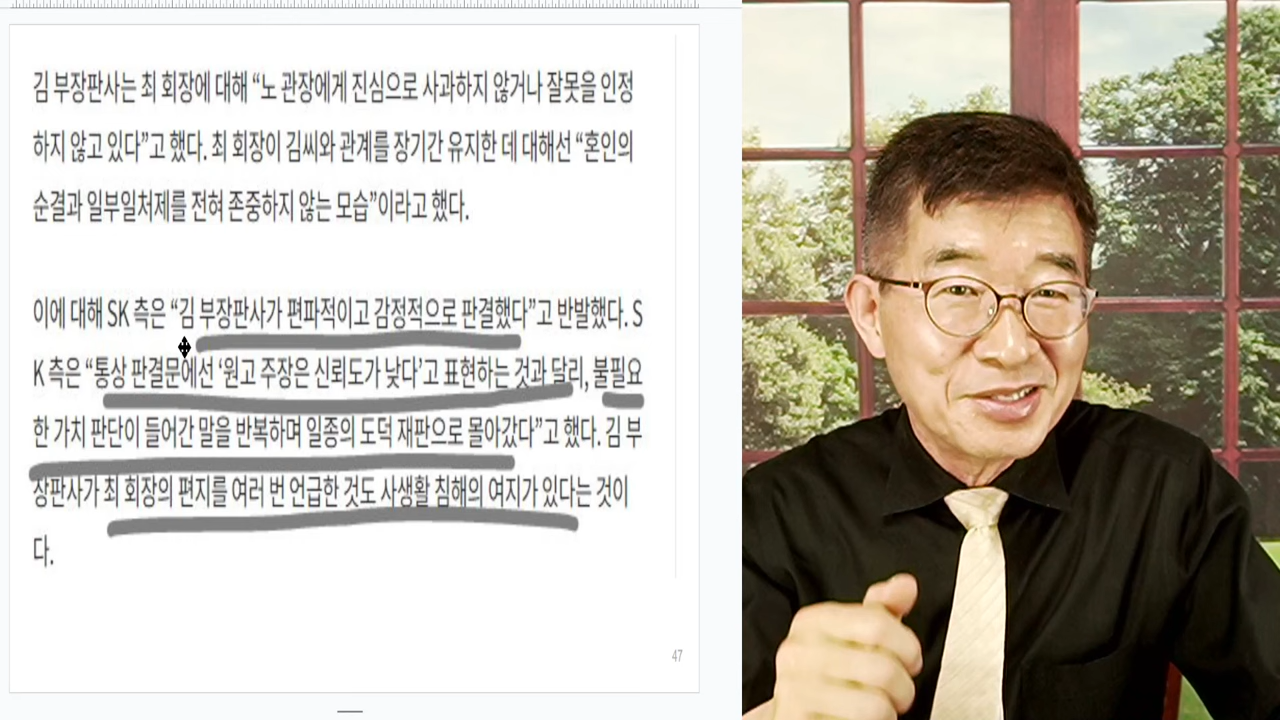 김 부장판사는 최 회장에 대해 “노 관장에게 진심으로 사과하지 않거나 잘못을 인정
하지 않고 있다”고 했다. 최 회장이 김씨와 관계를 장기간 유지한 데 대해선 “혼인의
순결과 일부일처제를 전혀 존중하지 않는 모습”이라고 했다.
이에 대해 SK 측은 “김 부장판사가 편파적이고 감정적으로 판결했다”고 반발했다. S
K 측은 “통상 판결문에선 ‘원고 주장은 신뢰도가 낮다’고 표현하는 것과 달리, 불필요
한 가치 판단이 들어간 말을 반복하며 일종의 도덕 재판으로 몰아갔다”고 했다. 김 부
장판사가 최 회장의 편지를 여러 번 언급한 것도 사생활 침해의 여지가 있다는 것이
다.
47